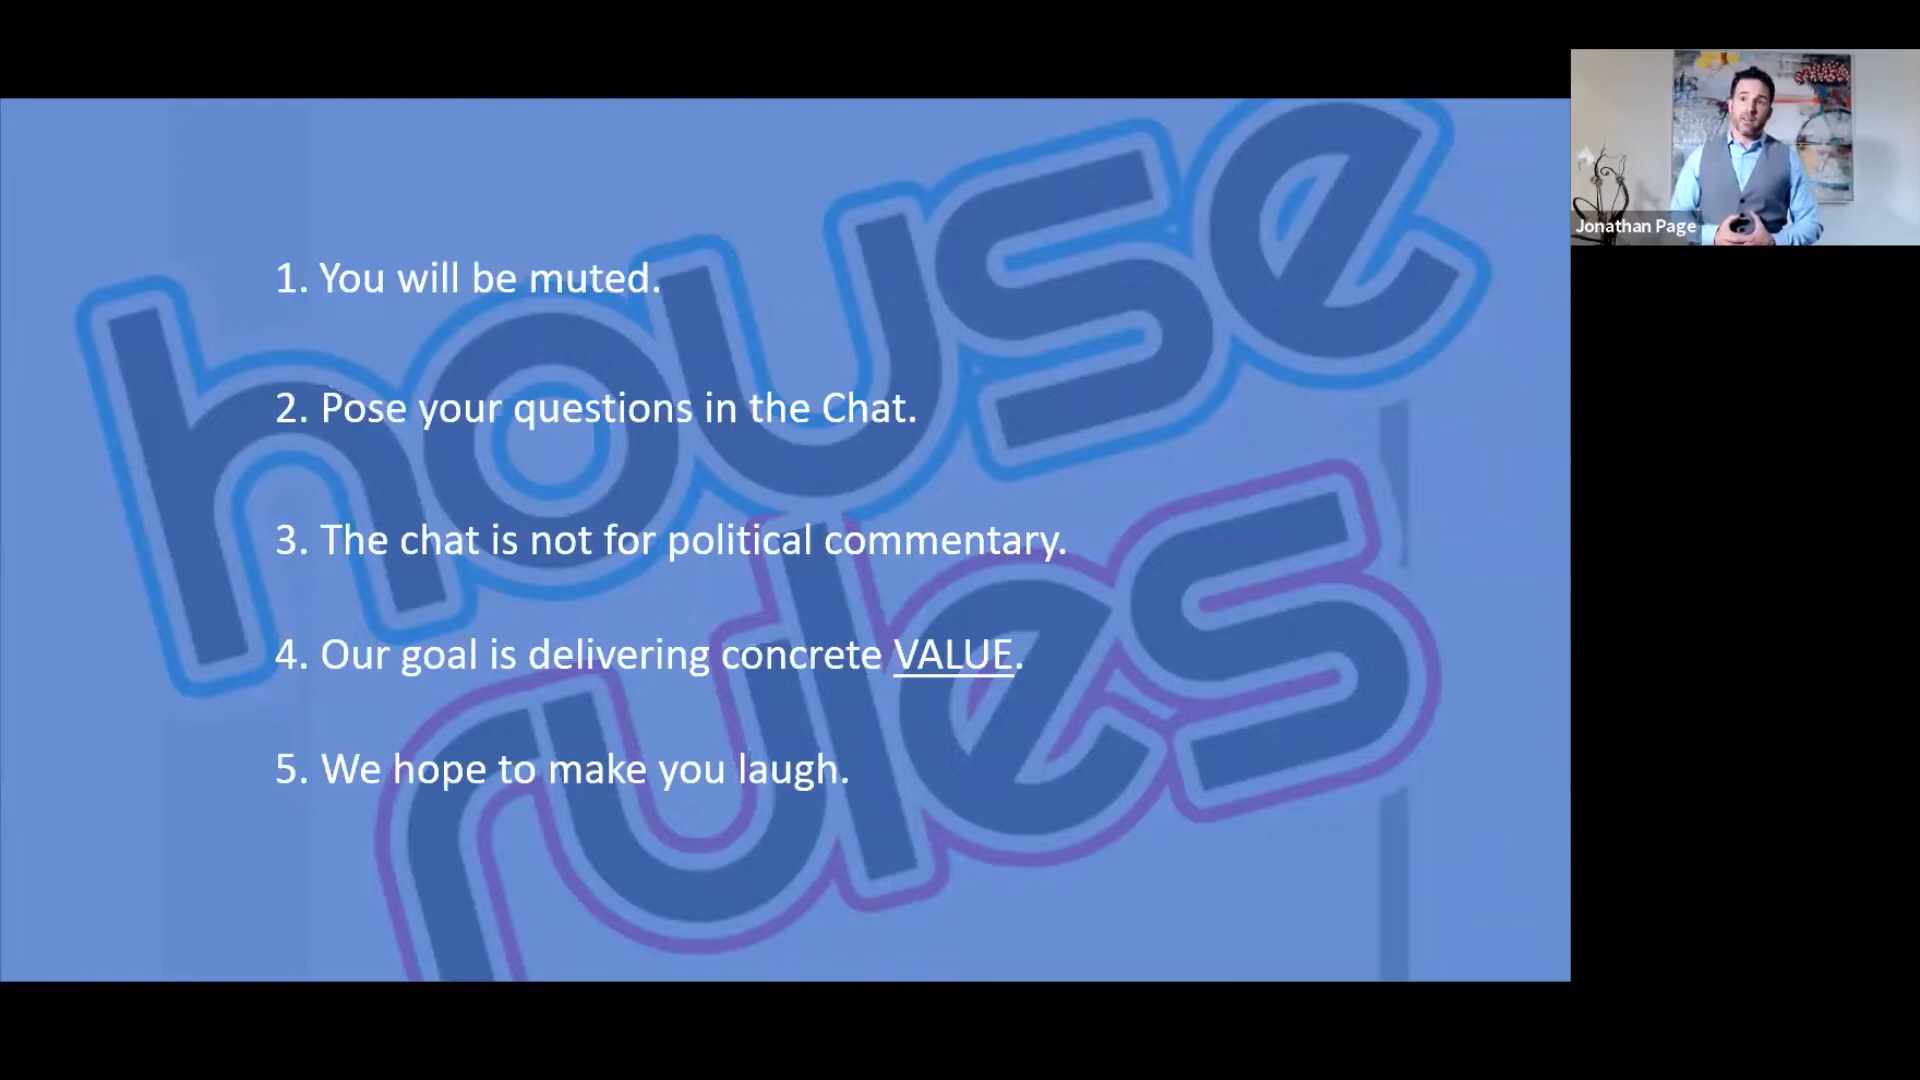 house
rules
1. You will be muted.
2. Pose your questions in the Chat.
3. The chat is not for political commentary.
4. Our goal is delivering concrete VALUE.
5. We hope to make you laugh.
Jonathan Page